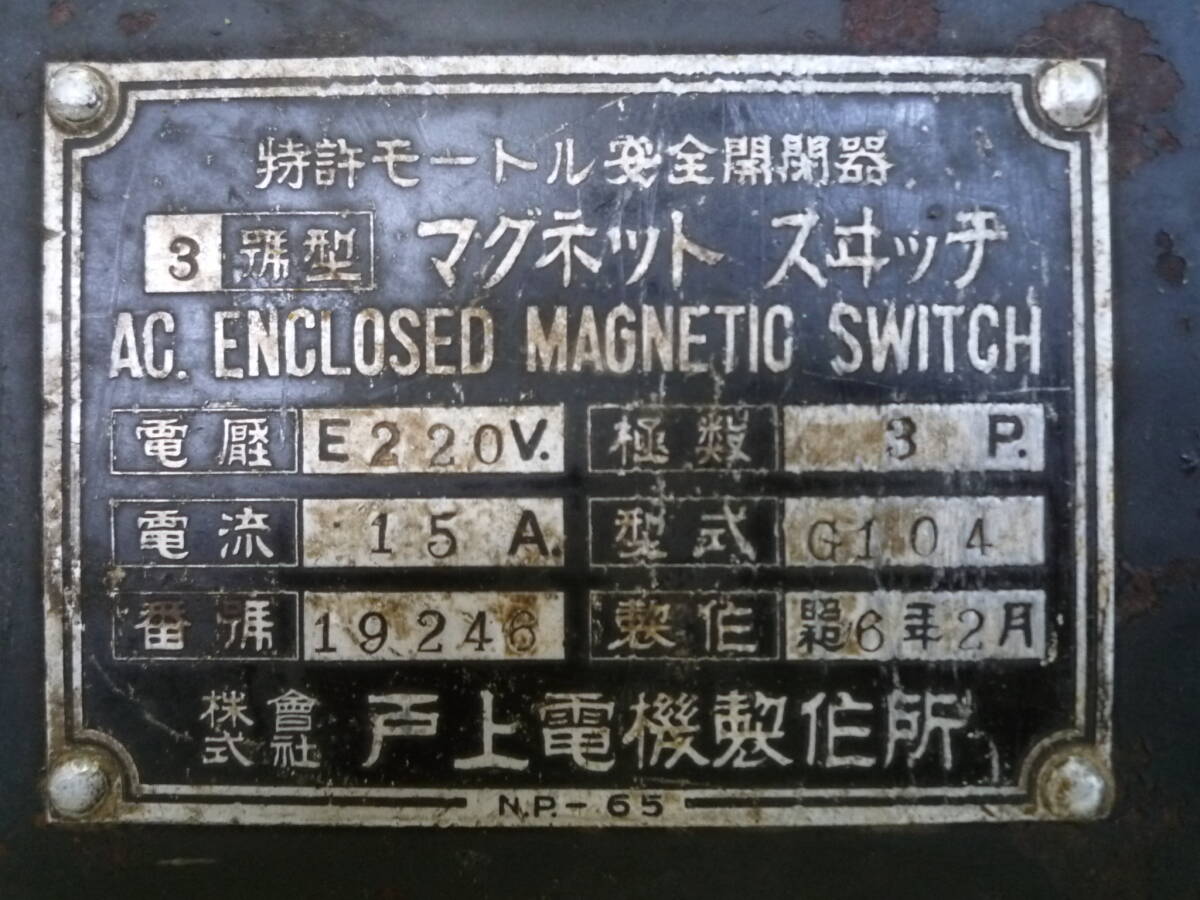 特許モートル安全開閉器
3 號型 マグネット スヰッチ
AC. ENCLOSED MAGNETIC SWITCH
電壓 E220V. 極数 3 P.
電流 15 A. 型式 G104
番號 19246 製作 昭和6年2月
株式會社 戸上電機製作所
N.P.-65